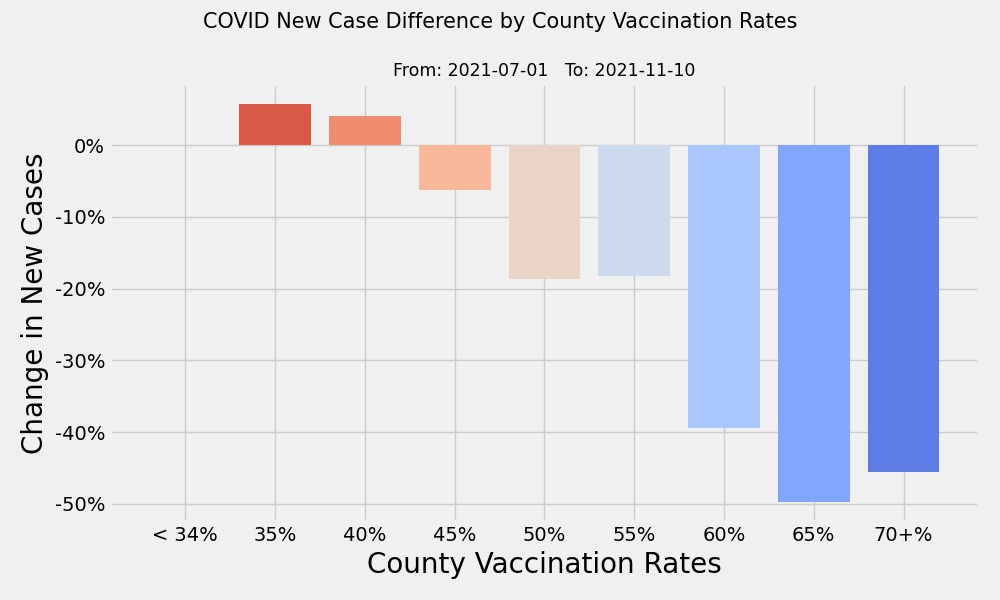 COVID New Case Difference by County Vaccination Rates
From: 2021-07-01   To: 2021-11-10
Change in New Cases
0%
-10%
-20%
-30%
-40%
-50%
< 34% 35% 40% 45% 50% 55% 60% 65% 70+%
County Vaccination Rates